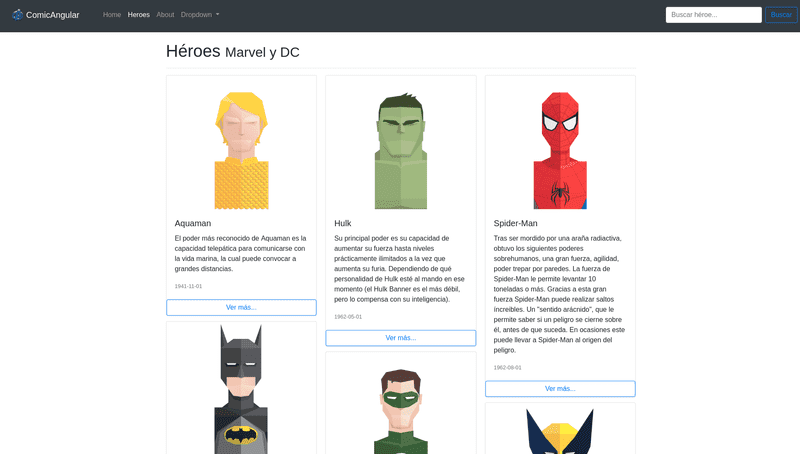 ComicAngular Home Heroes About Dropdown Buscar héroe... Buscar
Héroes Marvel y DC
Aquaman
El poder más reconocido de Aquaman es la
capacidad telepática para comunicarse con
la vida marina, la cual puede convocar a
grandes distancias.
1941-11-01
Ver más...
Hulk
Su principal poder es su capacidad de
aumentar su fuerza hasta niveles
prácticamente ilimitados a la vez que
aumenta su furia. Dependiendo de qué
personalidad de Hulk esté al mando en ese
momento (el Hulk Banner es el más débil,
pero lo compensa con su inteligencia).
1962-05-01
Ver más...
Spider-Man
Tras ser mordido por una araña radiactiva,
obtuvo los siguientes poderes
sobrehumanos, una gran fuerza, agilidad,
poder trepar por paredes. La fuerza de
Spider-Man le permite levantar 10
toneladas o más. Gracias a esta gran
fuerza Spider-Man puede realizar saltos
íncreibles. Un "sentido arácnido", que le
permite saber si un peligro se cierne sobre
él, antes de que suceda. En ocasiones este
puede llevar a Spider-Man al origen del
peligro.
1962-08-01
Ver más...